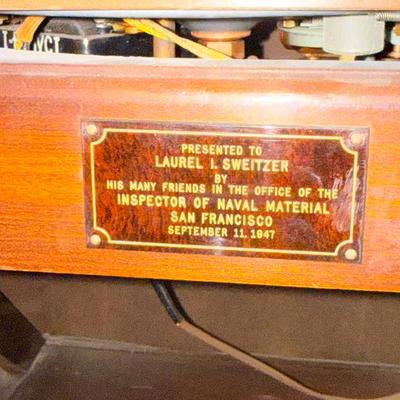 PRESENTED TO
LAUREL I. SWEITZER
BY
HIS MANY FRIENDS IN THE OFFICE OF THE
INSPECTOR OF NAVAL MATERIAL
SAN FRANCISCO
SEPTEMBER 11, 1947